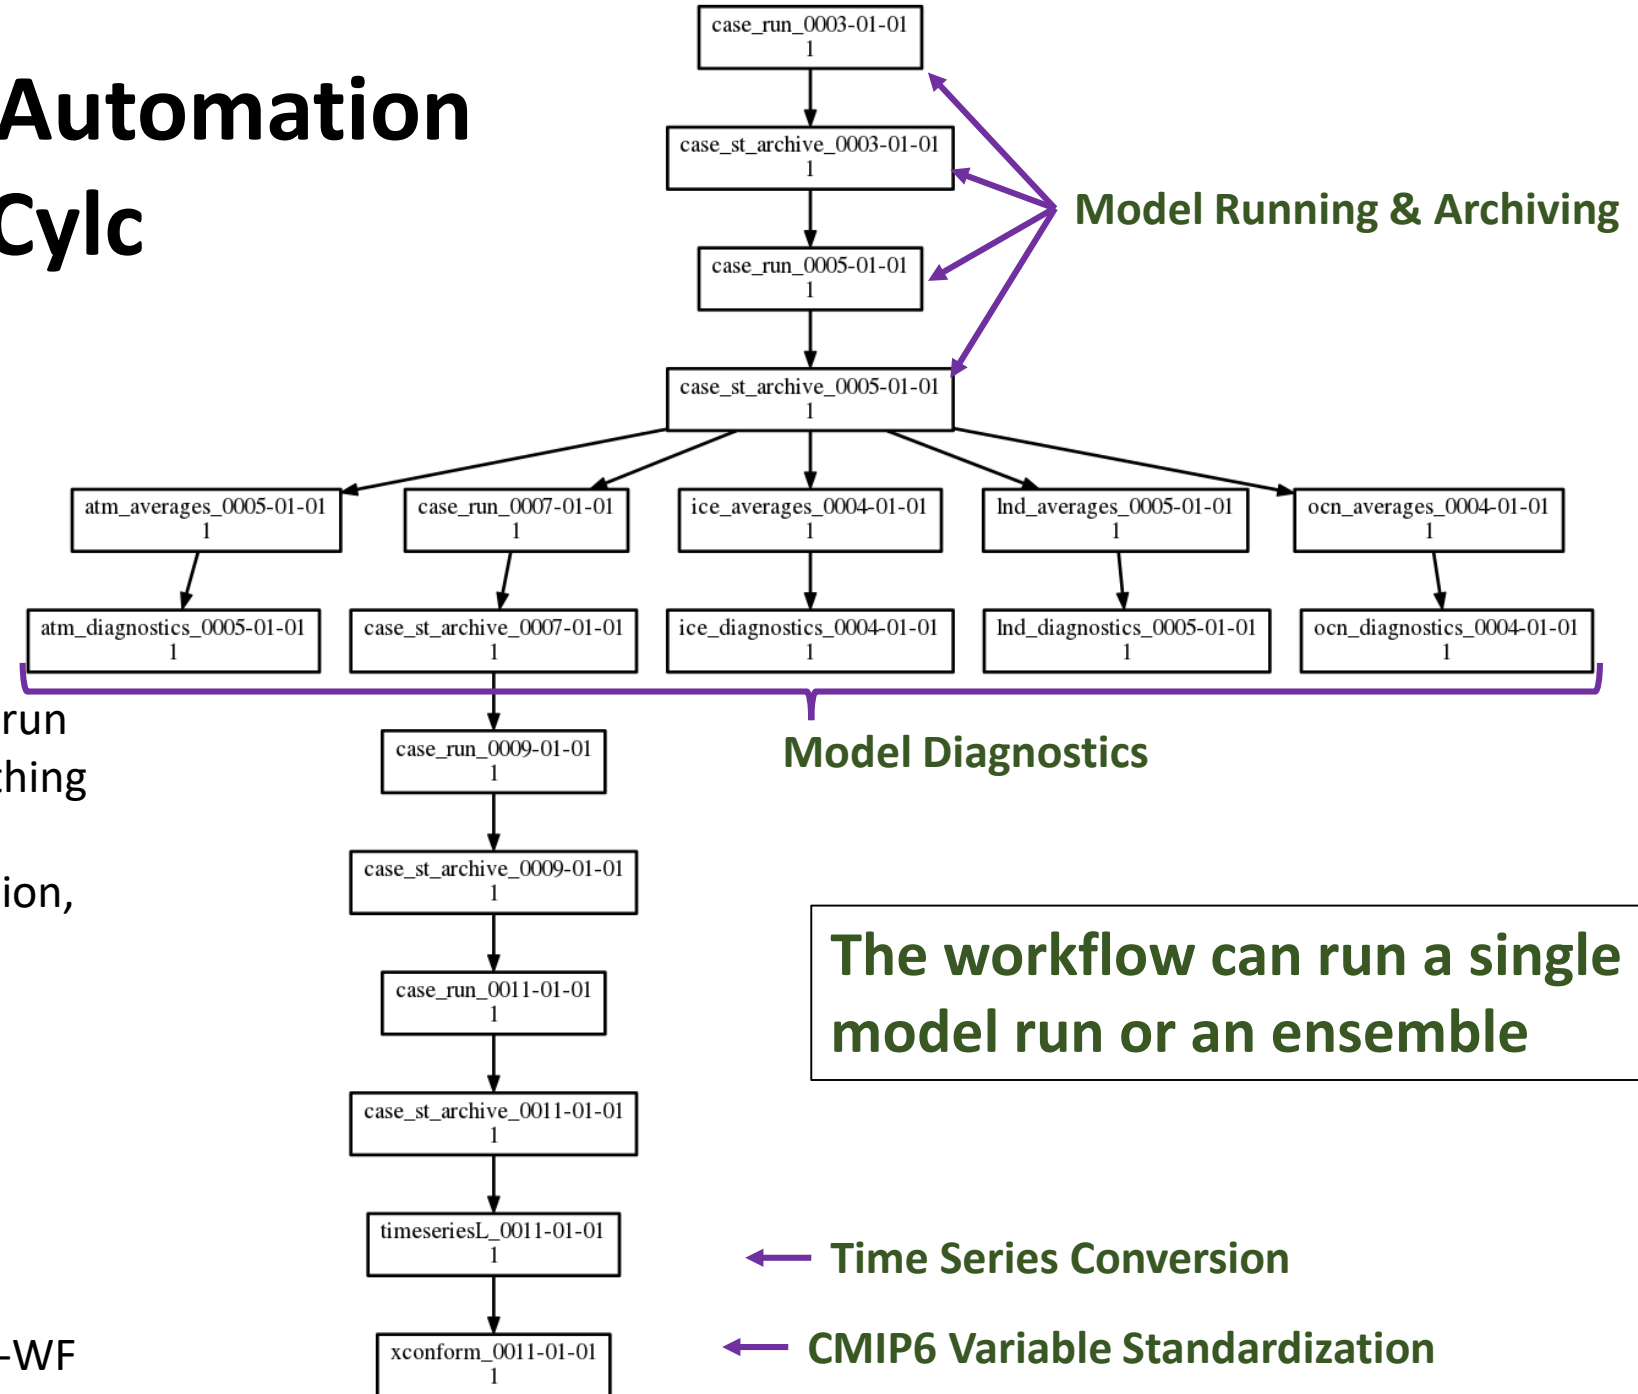 Automation
Cylc
case_run_0003-01-01
1
case_st_archive_0003-01-01
1
Model Running & Archiving
case_run_0005-01-01
1
case_st_archive_0005-01-01
1
atm_averages_0005-01-01
1
case_run_0007-01-01
1
ice_averages_0004-01-01
1
lnd_averages_0005-01-01
1
ocn_averages_0004-01-01
1
atm_diagnostics_0005-01-01
1
case_st_archive_0007-01-01
1
ice_diagnostics_0004-01-01
1
lnd_diagnostics_0005-01-01
1
ocn_diagnostics_0004-01-01
1
Model Diagnostics
run
thing
ion,
case_run_0009-01-01
1
case_st_archive_0009-01-01
1
The workflow can run a single
model run or an ensemble
case_run_0011-01-01
1
case_st_archive_0011-01-01
1
timeseriesL_0011-01-01
1
Time Series Conversion
xconform_0011-01-01
1
CMIP6 Variable Standardization
-WF